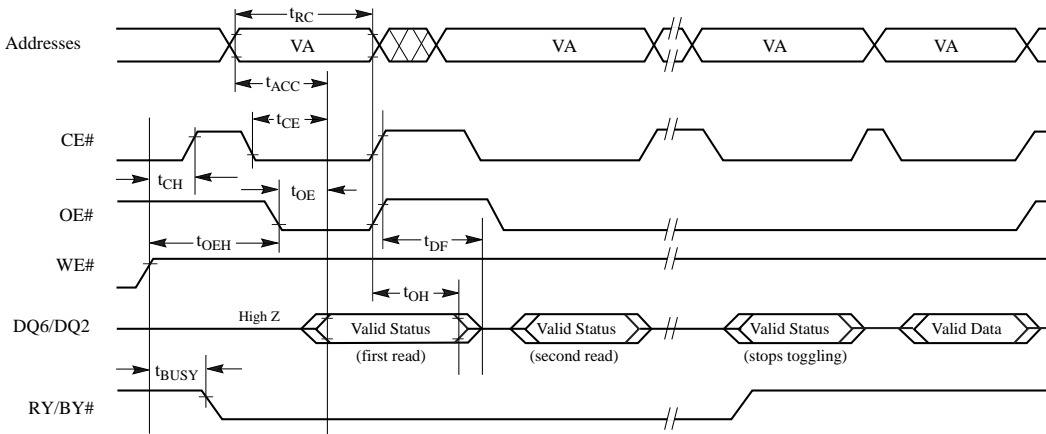 tRC
Addresses VA VA VA VA
tACC
CE# tCE
tCH tOE
OE#
tOEH tDF
WE#
tOH
DQ6/DQ2 High Z Valid Status Valid Status Valid Status Valid Data
(first read) (second read) (stops toggling)
tBUSY
RY/BY#